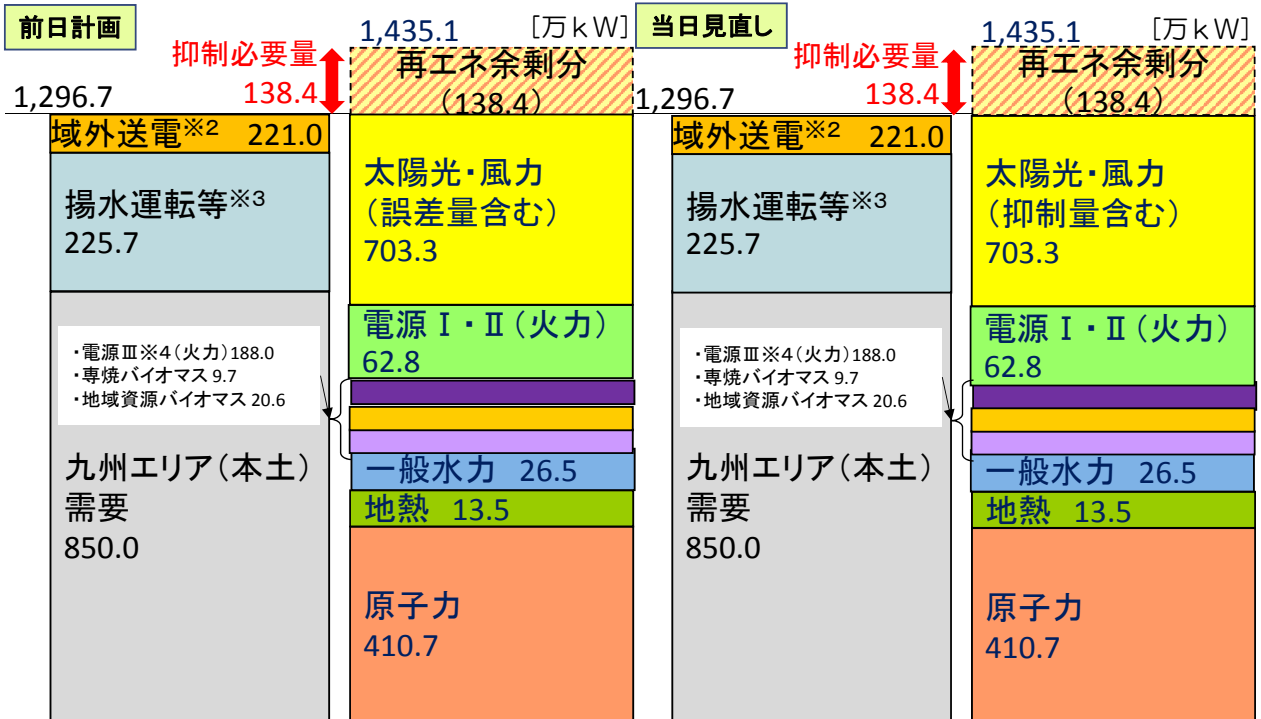 前日計画
1,435.1
[万kW]
抑制必要量
138.4
再エネ余剰分
(138.4)
1,296.7
域外送電※2 221.0
揚水運転等※3
225.7
太陽光・風力
(誤差量含む)
703.3
電源Ⅰ・Ⅱ(火力)
62.8
・電源Ⅲ※4(火力)188.0
・専焼バイオマス 9.7
・地域資源バイオマス 20.6
九州エリア(本土)
需要
850.0
一般水力 26.5
地熱 13.5
原子力
410.7
当日見直し
1,435.1
[万kW]
抑制必要量
138.4
再エネ余剰分
(138.4)
1,296.7
域外送電※2 221.0
揚水運転等※3
225.7
太陽光・風力
(抑制量含む)
703.3
電源Ⅰ・Ⅱ(火力)
62.8
・電源Ⅲ※4(火力)188.0
・専焼バイオマス 9.7
・地域資源バイオマス 20.6
九州エリア(本土)
需要
850.0
一般水力 26.5
地熱 13.5
原子力
410.7